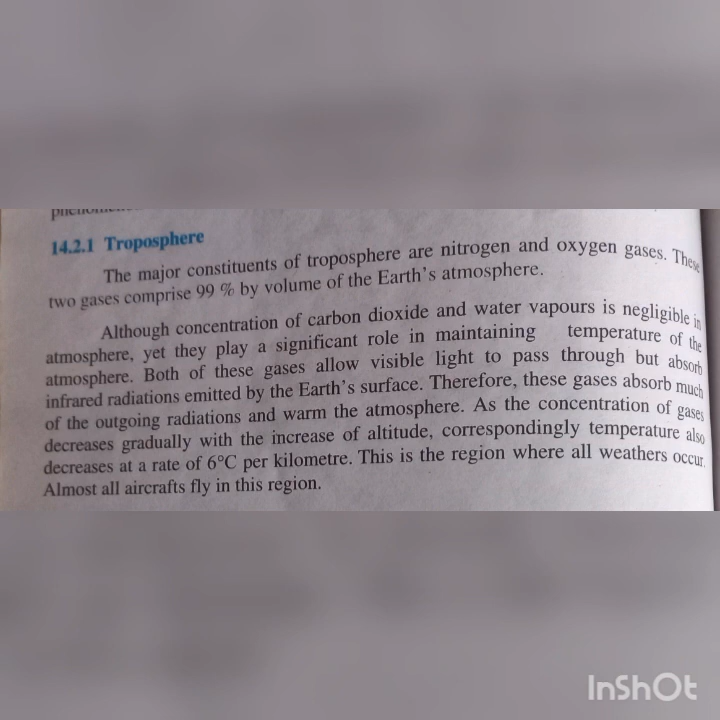 14.2.1 Troposphere
The major constituents of troposphere are nitrogen and oxygen gases. These
two gases comprise 99 % by volume of the Earth's atmosphere.
Although concentration of carbon dioxide and water vapours is negligible in
atmosphere, yet they play a significant role in maintaining temperature of the
atmosphere. Both of these gases allow visible light to pass through but absorb
infrared radiations emitted by the Earth's surface. Therefore, these gases absorb much
of the outgoing radiations and warm the atmosphere. As the concentration of gases
decreases gradually with the increase of altitude, correspondingly temperature also
decreases at a rate of 6°C per kilometre. This is the region where all weathers occur.
Almost all aircrafts fly in this region.
InShOt